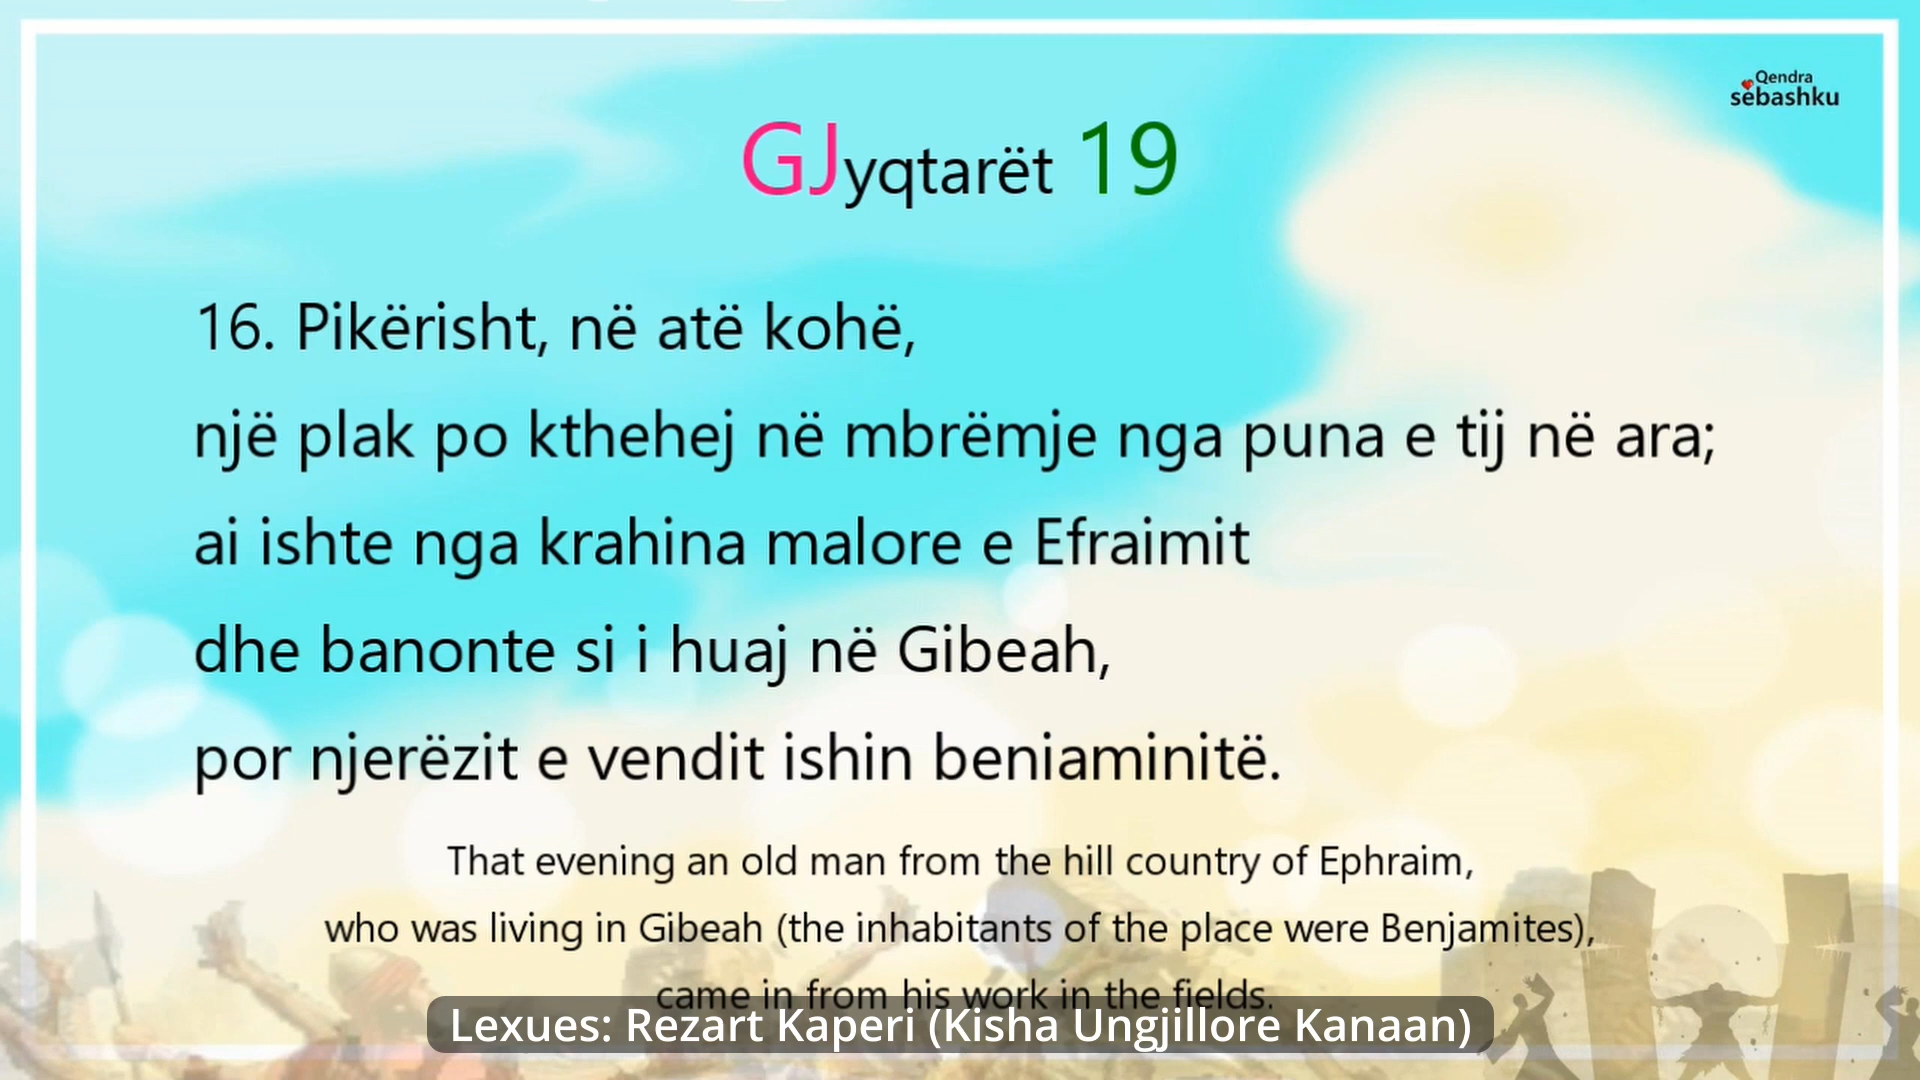 Qendra
sebashku
GJyqtarët 19
16. Pikërisht, në atë kohë,
një plak po kthehej në mbrëmje nga puna e tij në ara;
ai ishte nga krahina malore e Efraimit
dhe banonte si i huaj në Gibeah,
por njerëzit e vendit ishin beniaminitë.
That evening an old man from the hill country of Ephraim,
who was living in Gibeah (the inhabitants of the place were Benjamites),
came in from his work in the fields.
Lexues: Rezart Kaperi (Kisha Ungjillore Kanaan)